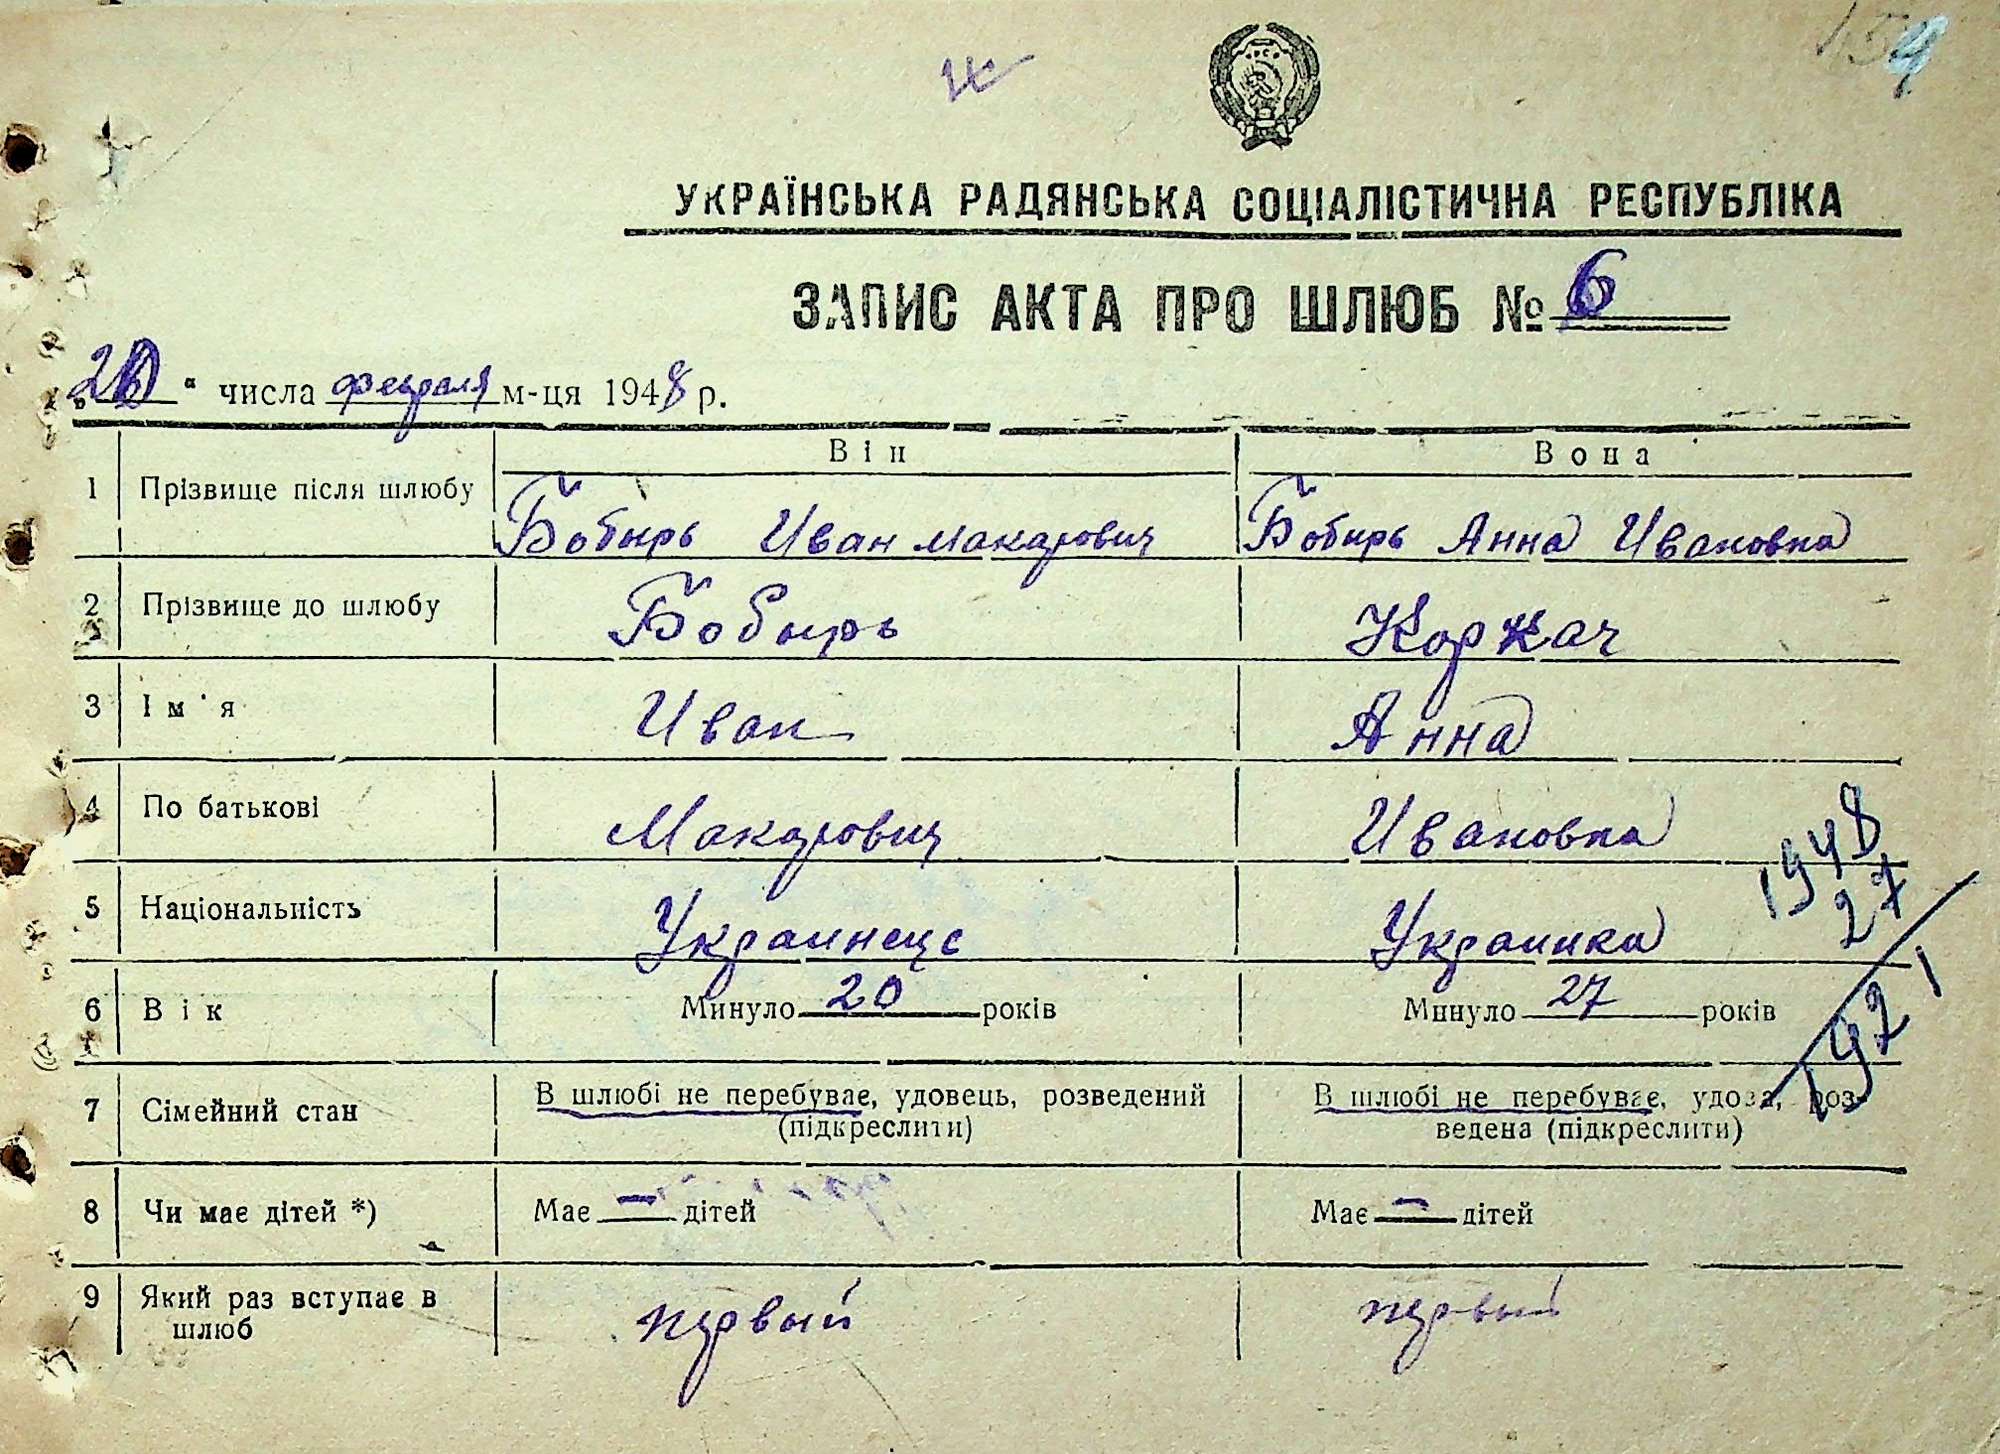 УКРАЇНСЬКА РАДЯНСЬКА СОЦІАЛІСТИЧНА РЕСПУБЛІКА
ЗАПИС АКТА ПРО ШЛЮБ № 6
" числа февраля м-ця 1948 р.
Він Вона
1 Прізвище після шлюбу Бобырь Иван Макарович Бобырь Анна Ивановна
2 Прізвище до шлюбу Бобырь Коржач
3 Ім'я Иван Анна
4 По батькові Макарович Ивановна
1948
5 Національність Украинец Украинка
27
6 Вік Минуло 20 років Минуло 27 років
1921
7 Сімейний стан В шлюбі не перебуває, удовець, розведений (підкреслити) В шлюбі не перебуває, удова, роз-
ведена (підкреслити)
8 Чи має дітей *) Має — дітей Має — дітей
9 Який раз вступає в шлюб первый первый